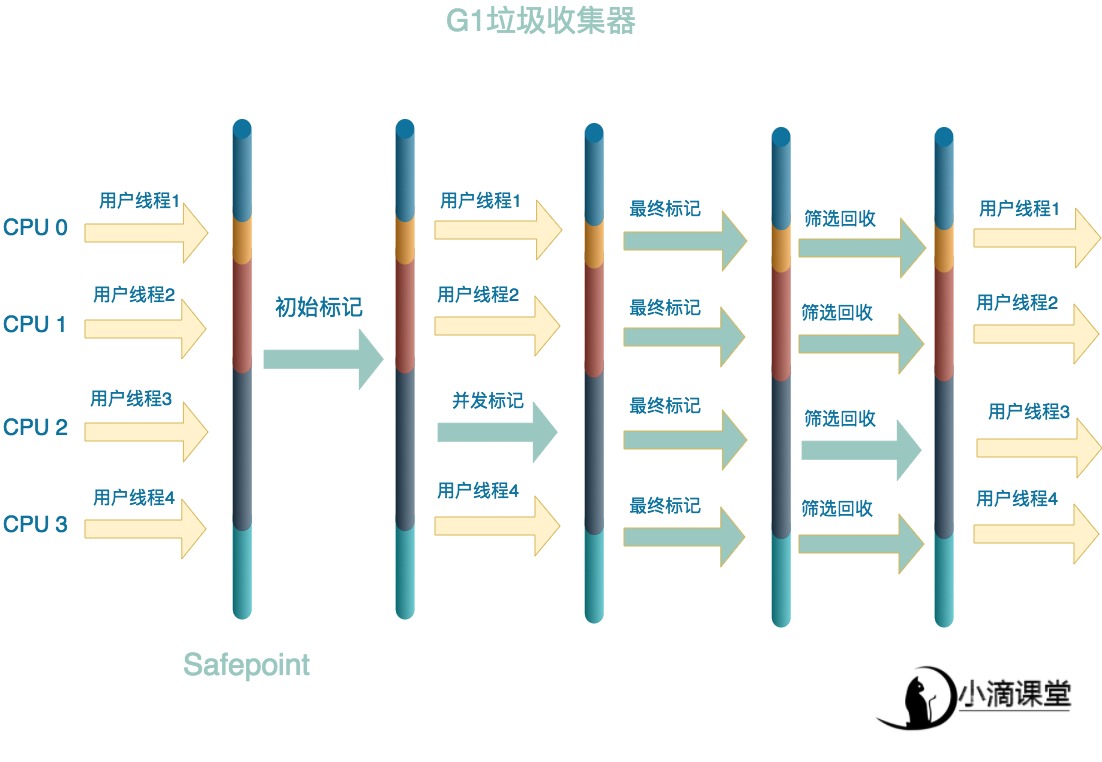 G1垃圾收集器
用户线程1
用户线程1
最终标记
筛选回收
用户线程1
CPU 0
用户线程2
用户线程2
最终标记
筛选回收
用户线程2
CPU 1
初始标记
用户线程3
并发标记
最终标记
筛选回收
用户线程3
CPU 2
用户线程4
用户线程4
最终标记
筛选回收
用户线程4
CPU 3
Safepoint
小滴课堂